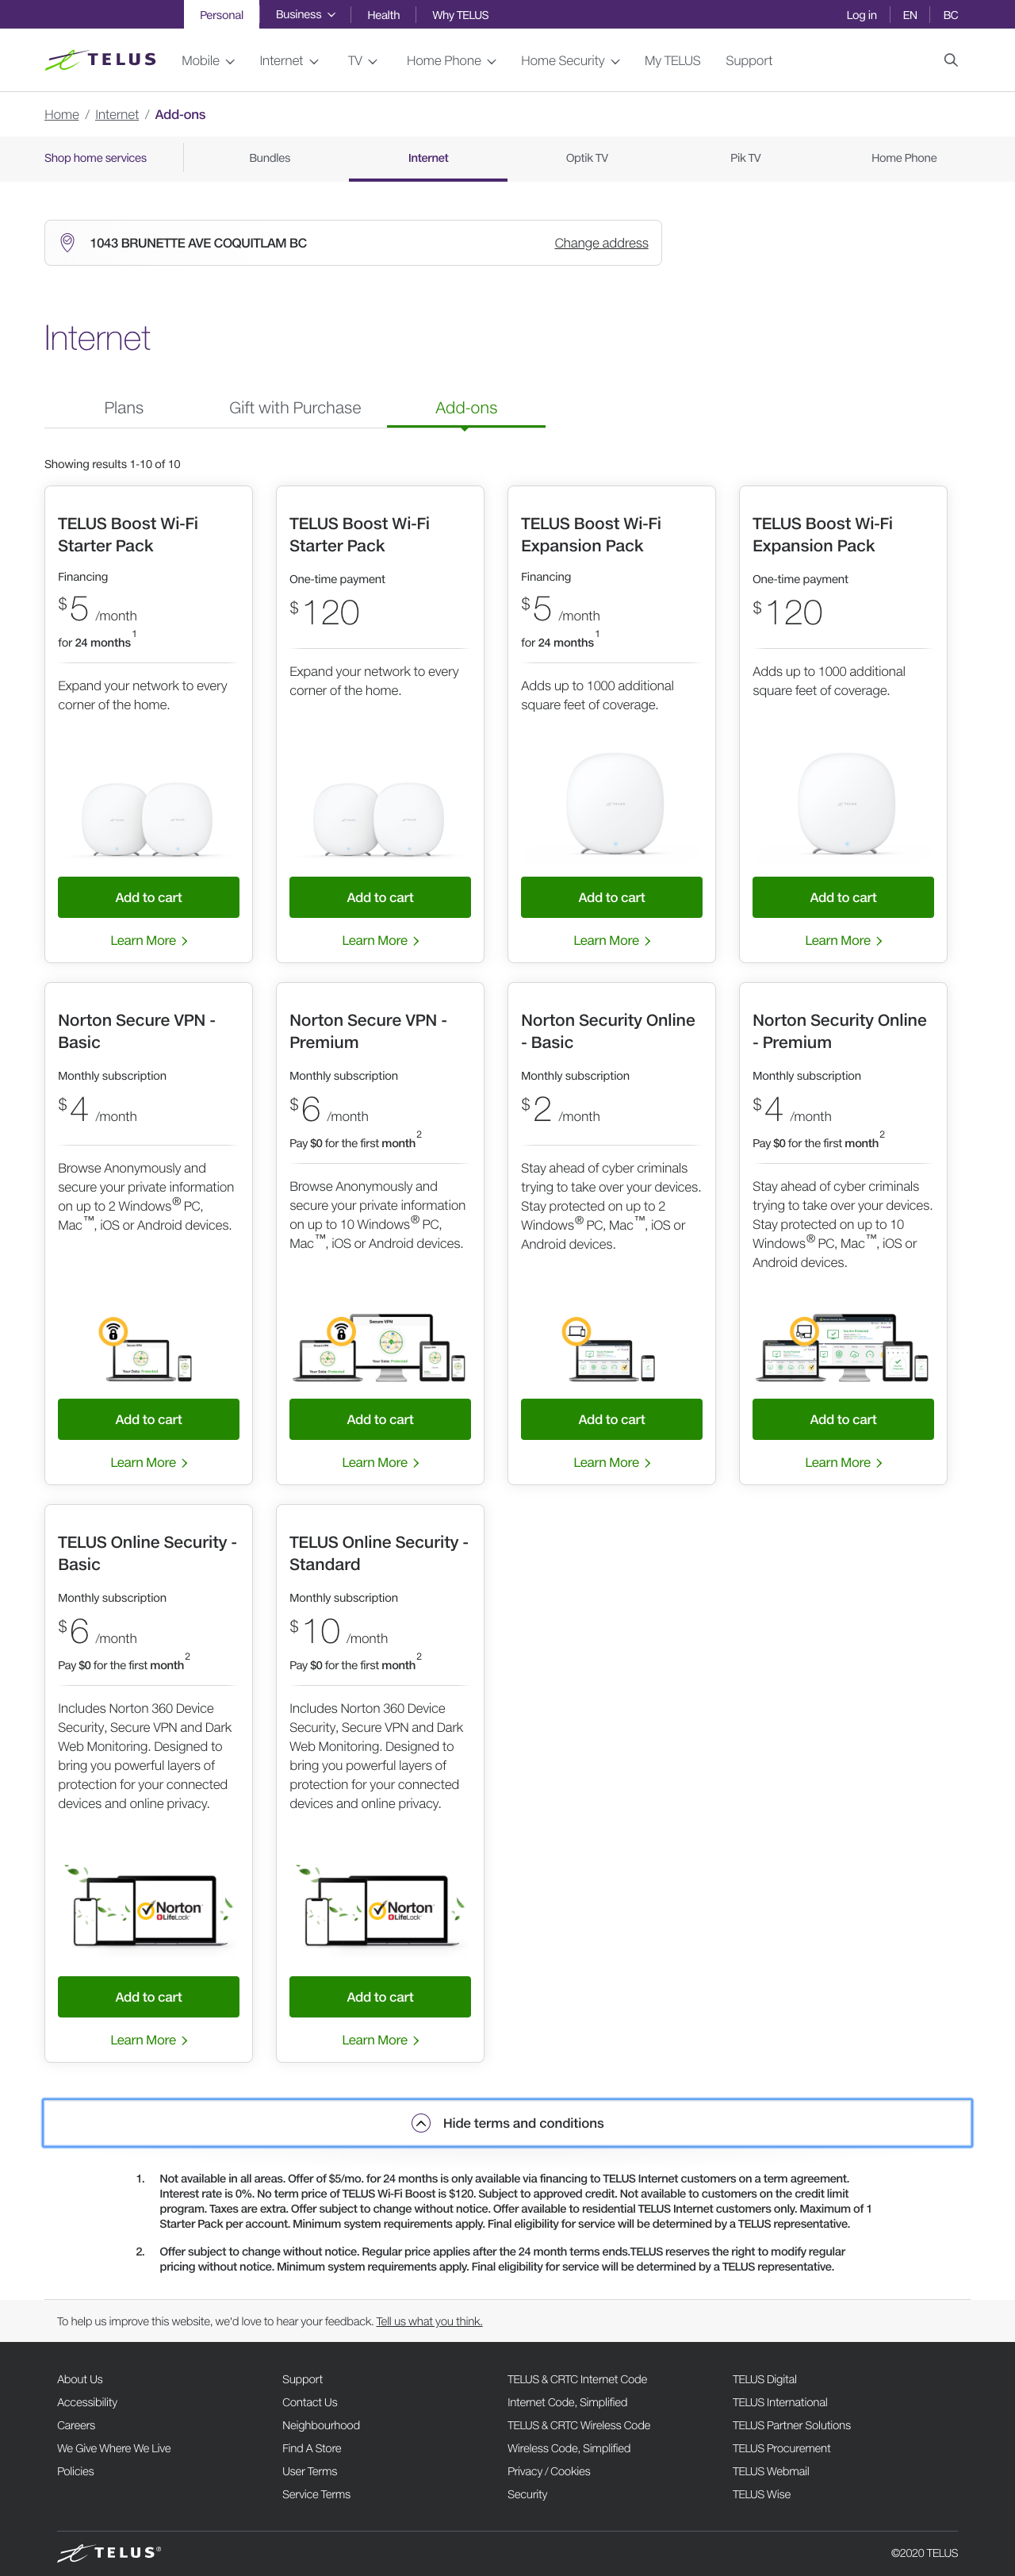 Personal Business Health Why TELUS Log in EN BC
TELUS Mobile Internet TV Home Phone Home Security My TELUS Support
Home / Internet / Add-ons
Shop home services Bundles Internet Optik TV Pik TV Home Phone
1043 BRUNETTE AVE COQUITLAM BC Change address
Internet
Plans Gift with Purchase Add-ons
Showing results 1-10 of 10
TELUS Boost Wi-Fi
Starter Pack
Financing
$5 /month
for 24 months1
Expand your network to every
corner of the home.
Add to cart
Learn More
TELUS Boost Wi-Fi
Starter Pack
One-time payment
$120
Expand your network to every
corner of the home.
Add to cart
Learn More
TELUS Boost Wi-Fi
Expansion Pack
Financing
$5 /month
for 24 months1
Adds up to 1000 additional
square feet of coverage.
Add to cart
Learn More
TELUS Boost Wi-Fi
Expansion Pack
One-time payment
$120
Adds up to 1000 additional
square feet of coverage.
Add to cart
Learn More
Norton Secure VPN -
Basic
Monthly subscription
$4 /month
Browse Anonymously and
secure your private information
on up to 2 Windows® PC,
Mac™, iOS or Android devices.
Add to cart
Learn More
Norton Secure VPN -
Premium
Monthly subscription
$6 /month
Pay $0 for the first month2
Browse Anonymously and
secure your private information
on up to 10 Windows® PC,
Mac™, iOS or Android devices.
Secure VPN
Your Data: Protected
Add to cart
Learn More
Norton Security Online
- Basic
Monthly subscription
$2 /month
Stay ahead of cyber criminals
trying to take over your devices.
Stay protected on up to 2
Windows® PC, Mac™, iOS or
Android devices.
Add to cart
Learn More
Norton Security Online
- Premium
Monthly subscription
$4 /month
Pay $0 for the first month2
Stay ahead of cyber criminals
trying to take over your devices.
Stay protected on up to 10
Windows® PC, Mac™, iOS or
Android devices.
Add to cart
Learn More
TELUS Online Security -
Basic
Monthly subscription
$6 /month
Pay $0 for the first month2
Includes Norton 360 Device
Security, Secure VPN and Dark
Web Monitoring. Designed to
bring you powerful layers of
protection for your connected
devices and online privacy.
Norton
LifeLock
Add to cart
Learn More
TELUS Online Security -
Standard
Monthly subscription
$10 /month
Pay $0 for the first month2
Includes Norton 360 Device
Security, Secure VPN and Dark
Web Monitoring. Designed to
bring you powerful layers of
protection for your connected
devices and online privacy.
Norton
LifeLock
Add to cart
Learn More
Hide terms and conditions
1. Not available in all areas. Offer of $5/mo. for 24 months is only available via financing to TELUS Internet customers on a term agreement.
Interest rate is 0%. No term price of TELUS Wi-Fi Boost is $120. Subject to approved credit. Not available to customers on the credit limit
program. Taxes are extra. Offer subject to change without notice. Offer available to residential TELUS Internet customers only. Maximum of 1
Starter Pack per account. Minimum system requirements apply. Final eligibility for service will be determined by a TELUS representative.
2. Offer subject to change without notice. Regular price applies after the 24 month terms ends.TELUS reserves the right to modify regular
pricing without notice. Minimum system requirements apply. Final eligibility for service will be determined by a TELUS representative.
To help us improve this website, we'd love to hear your feedback. Tell us what you think.
About Us
Accessibility
Careers
We Give Where We Live
Policies
Support
Contact Us
Neighbourhood
Find A Store
User Terms
Service Terms
TELUS & CRTC Internet Code
Internet Code, Simplified
TELUS & CRTC Wireless Code
Wireless Code, Simplified
Privacy / Cookies
Security
TELUS Digital
TELUS International
TELUS Partner Solutions
TELUS Procurement
TELUS Webmail
TELUS Wise
TELUS® ©2020 TELUS